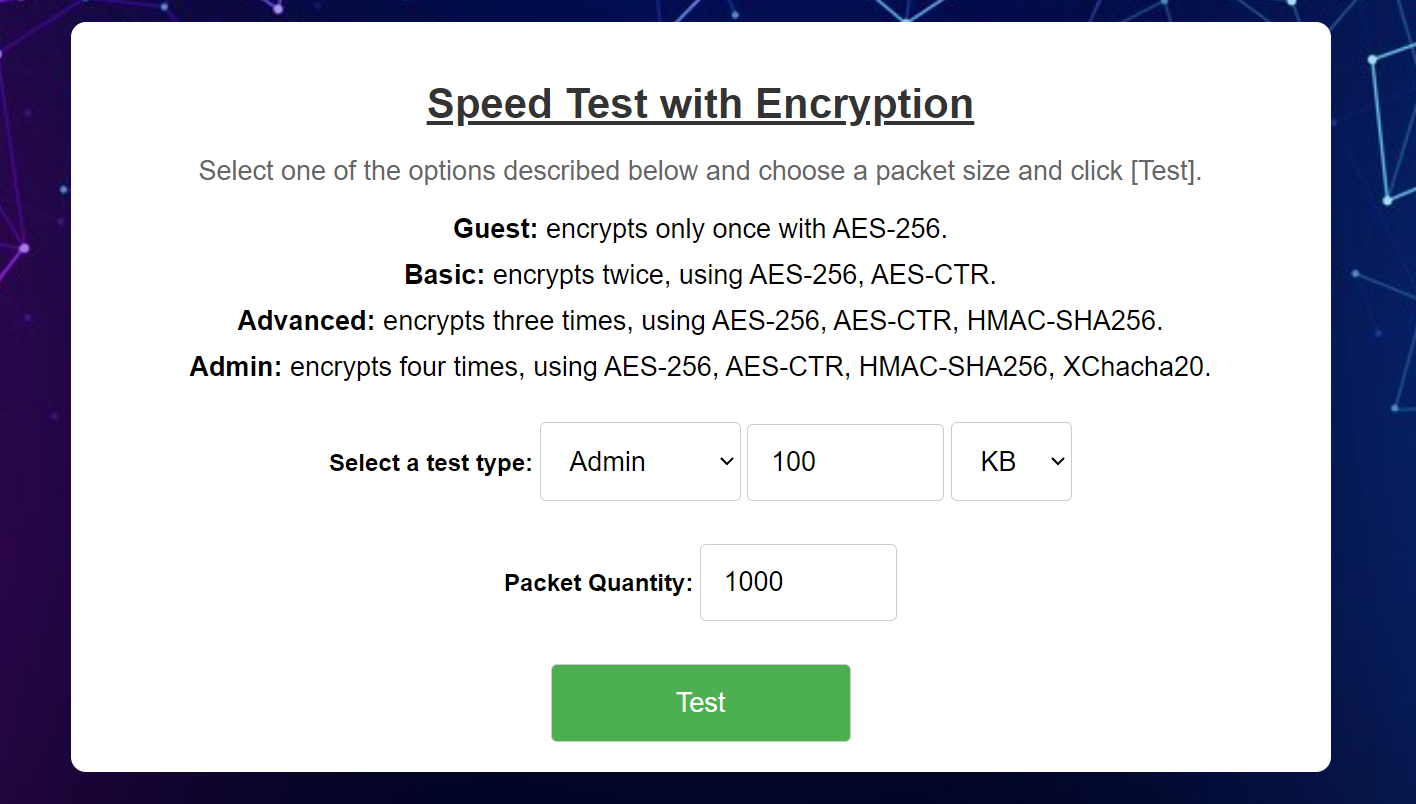 Speed Test with Encryption
Select one of the options described below and choose a packet size and click [Test].
Guest: encrypts only once with AES-256.
Basic: encrypts twice, using AES-256, AES-CTR.
Advanced: encrypts three times, using AES-256, AES-CTR, HMAC-SHA256.
Admin: encrypts four times, using AES-256, AES-CTR, HMAC-SHA256, XChacha20.
Select a test type: Admin 100 KB
Packet Quantity: 1000
Test